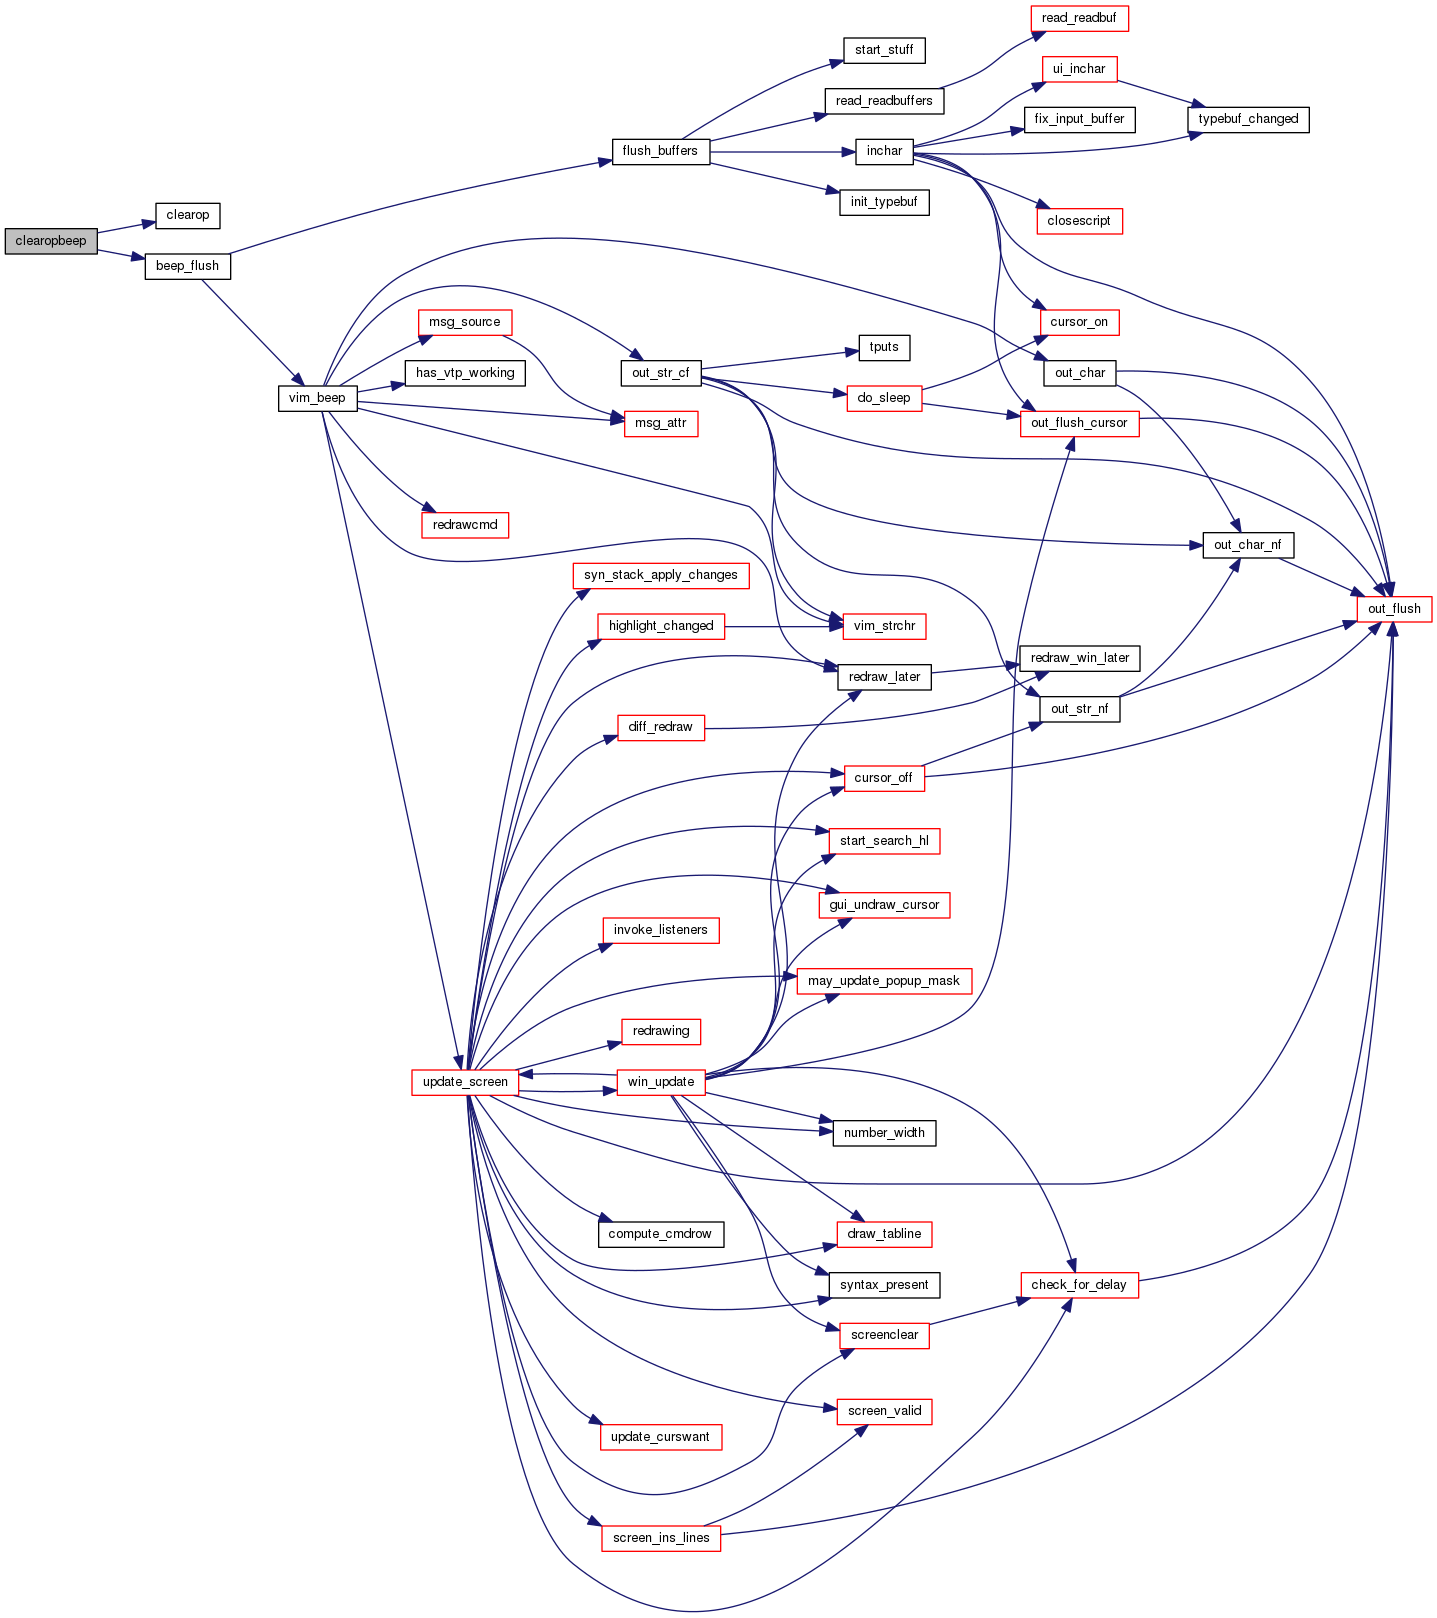 read_readbuf
start_stuff
ui_inchar
read_readbuffers
fix_input_buffer
typebuf_changed
flush_buffers
inchar
init_typebuf
clearop
closescript
clearopbeep
beep_flush
msg_source
cursor_on
tputs
has_vtp_working
out_str_cf
out_char
vim_beep
do_sleep
msg_attr
out_flush_cursor
redrawcmd
out_char_nf
syn_stack_apply_changes
out_flush
highlight_changed
vim_strchr
redraw_win_later
redraw_later
out_str_nf
diff_redraw
cursor_off
start_search_hl
gui_undraw_cursor
invoke_listeners
may_update_popup_mask
redrawing
update_screen
win_update
number_width
compute_cmdrow
draw_tabline
syntax_present
check_for_delay
screenclear
screen_valid
update_curswant
screen_ins_lines